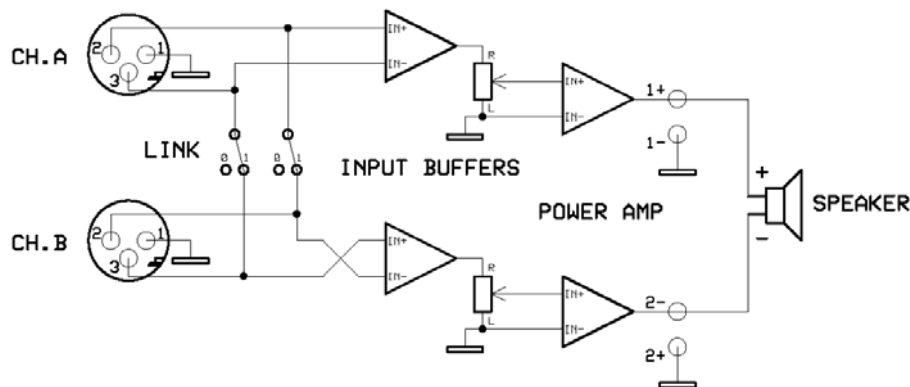 CH.A
2
1
3
IN+
IN-
R
L
IN+
IN-
1+
1-
LINK
0 1
0 1
INPUT BUFFERS
POWER AMP
+
-
SPEAKER
CH.B
2
1
3
IN+
IN-
R
L
IN+
IN-
2-
2+